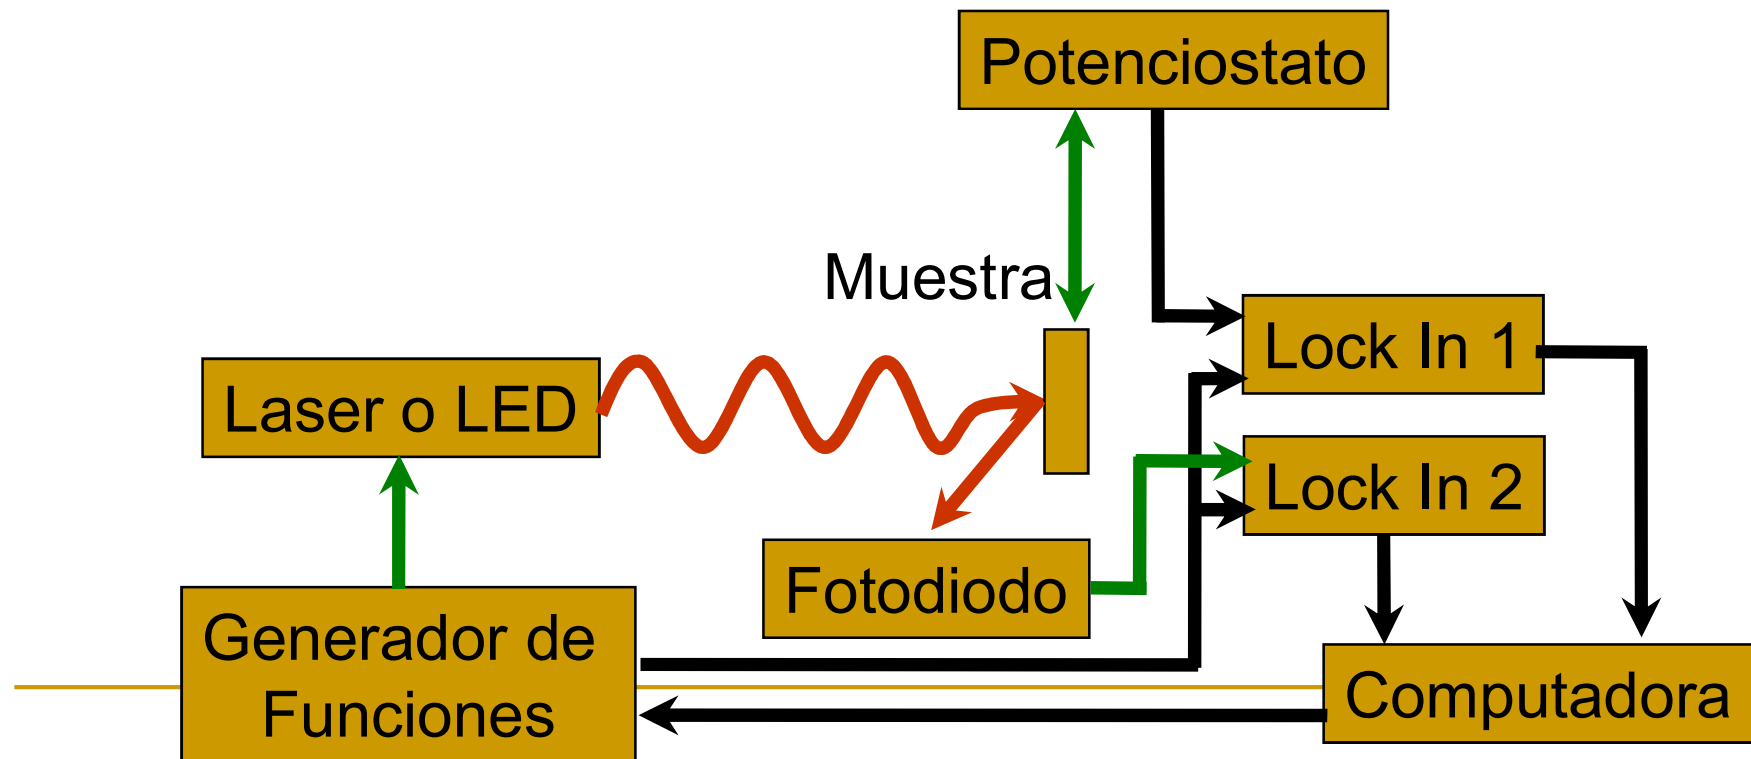 Potenciostato
Muestra
Lock In 1
Laser o LED
Lock In 2
Fotodiodo
Generador de
Funciones
Computadora